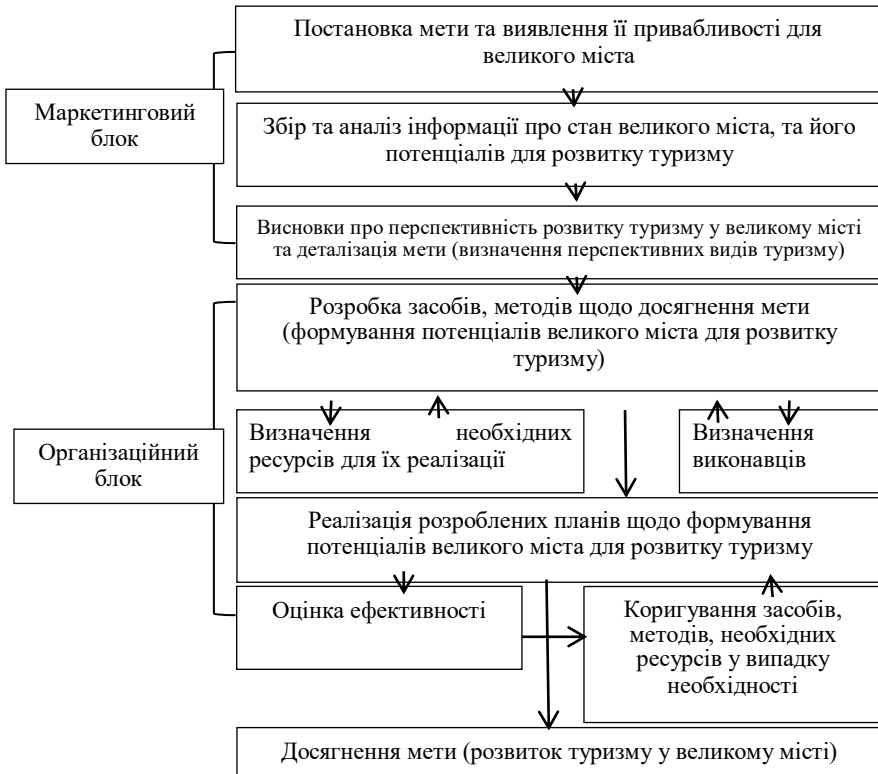 Постановка мети та виявлення її привабливості для
великого міста
Маркетинговий
блок
Збір та аналіз інформації про стан великого міста, та його
потенціалів для розвитку туризму
Висновки про перспективність розвитку туризму у великому місті
та деталізація мети (визначення перспективних видів туризму)
Розробка засобів, методів щодо досягнення мети
(формування потенціалів великого міста для розвитку
туризму)
Організаційний
блок
Визначення необхідних
ресурсів для їх реалізації
Визначення
виконавців
Реалізація розроблених планів щодо формування
потенціалів великого міста для розвитку туризму
Оцінка ефективності
Коригування засобів,
методів, необхідних
ресурсів у випадку
необхідності
Досягнення мети (розвиток туризму у великому місті)